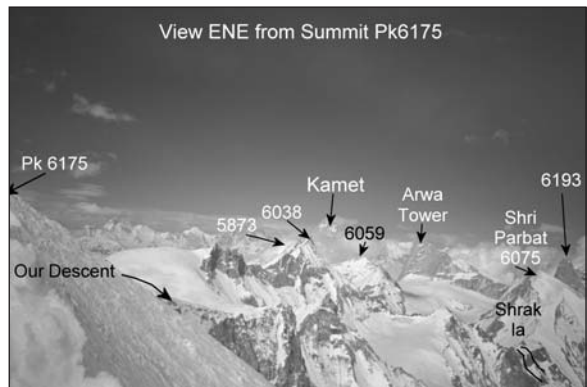 View ENE from Summit Pk6175
Pk 6175
5873
6038
Kamet
6059
Arwa
Tower
Shri
Parbat
6075
6193
Our Descent
Shrak
la